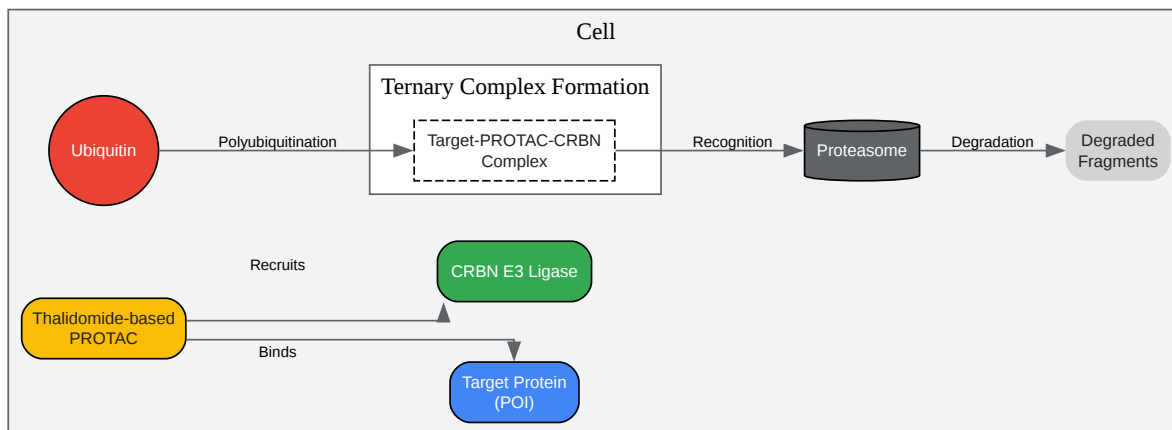 Cell
Ternary Complex Formation
Ubiquitin
Polyubiquitination
Target-PROTAC-CRBN
Complex
Recognition
Proteasome
Degradation
Degraded
Fragments
Recruits
CRBN E3 Ligase
Thalidomide-based
PROTAC
Binds
Target Protein
(POI)